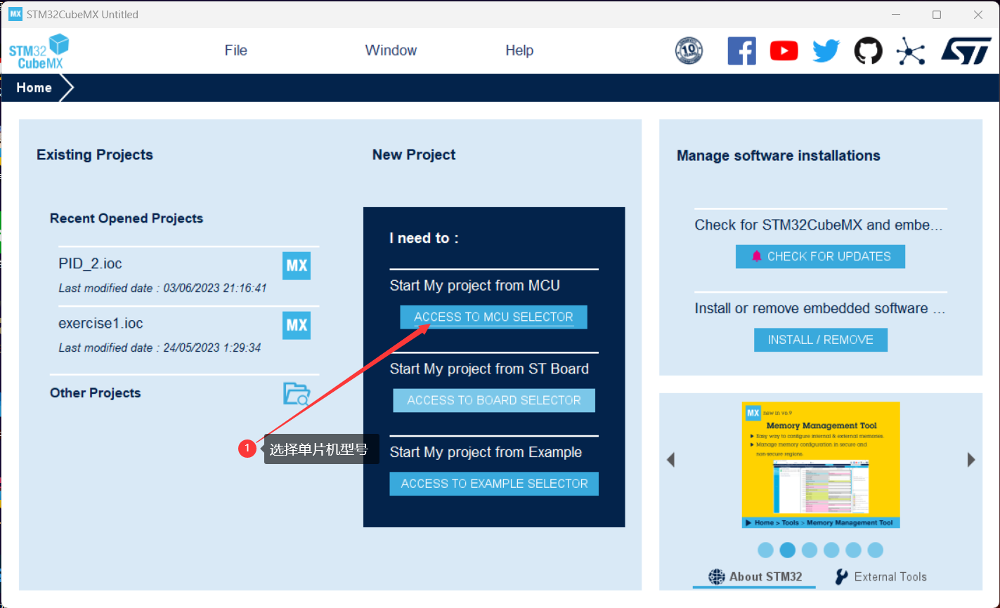 MX STM32CubeMX Untitled
STM32
CubeMX
File
Window
Help
10
ST
Home
Existing Projects
Recent Opened Projects
PID_2.ioc
MX
Last modified date : 03/06/2023 21:16:41
exercise1.ioc
MX
Last modified date : 24/05/2023 1:29:34
Other Projects
1
选择单片机型号
New Project
I need to :
Start My project from MCU
ACCESS TO MCU SELECTOR
Start My project from ST Board
ACCESS TO BOARD SELECTOR
Start My project from Example
ACCESS TO EXAMPLE SELECTOR
Manage software installations
Check for STM32CubeMX and embe...
CHECK FOR UPDATES
Install or remove embedded software ...
INSTALL / REMOVE
MX new in v6.9
Memory Management Tool
Easy way to configure internal & external memories.
Manage memory configuration in secure and
non-secure regions.
Home > Tools > Memory Management Tool
About STM32
External Tools